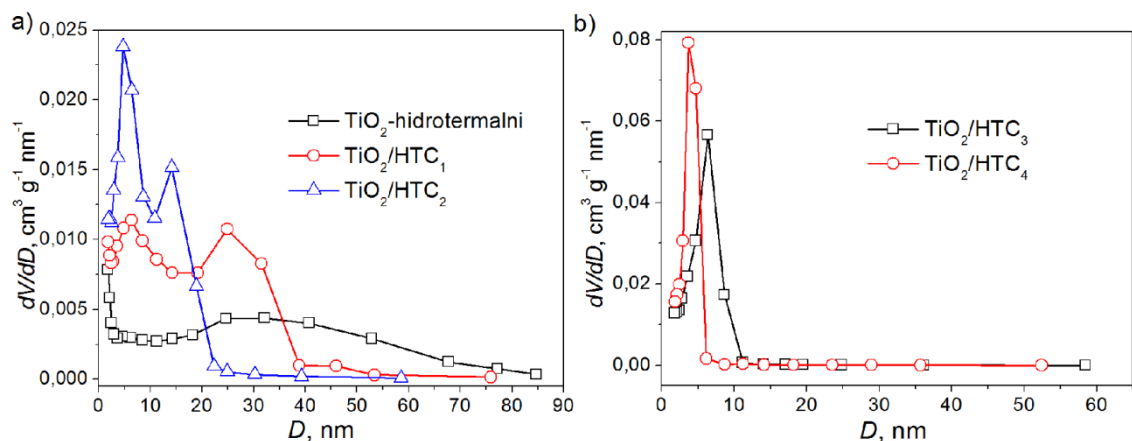 a)
0,025
0,020
0,015
0,010
0,005
0,000
dV/dD, cm³ g⁻¹ nm⁻¹
TiO₂-hidrotermalni
TiO₂/HTC₁
TiO₂/HTC₂
0 10 20 30 40 50 60 70 80 90
D, nm
b)
0,08
0,06
0,04
0,02
0,00
dV/dD, cm³ g⁻¹ nm⁻¹
TiO₂/HTC₃
TiO₂/HTC₄
0 10 20 30 40 50 60
D, nm